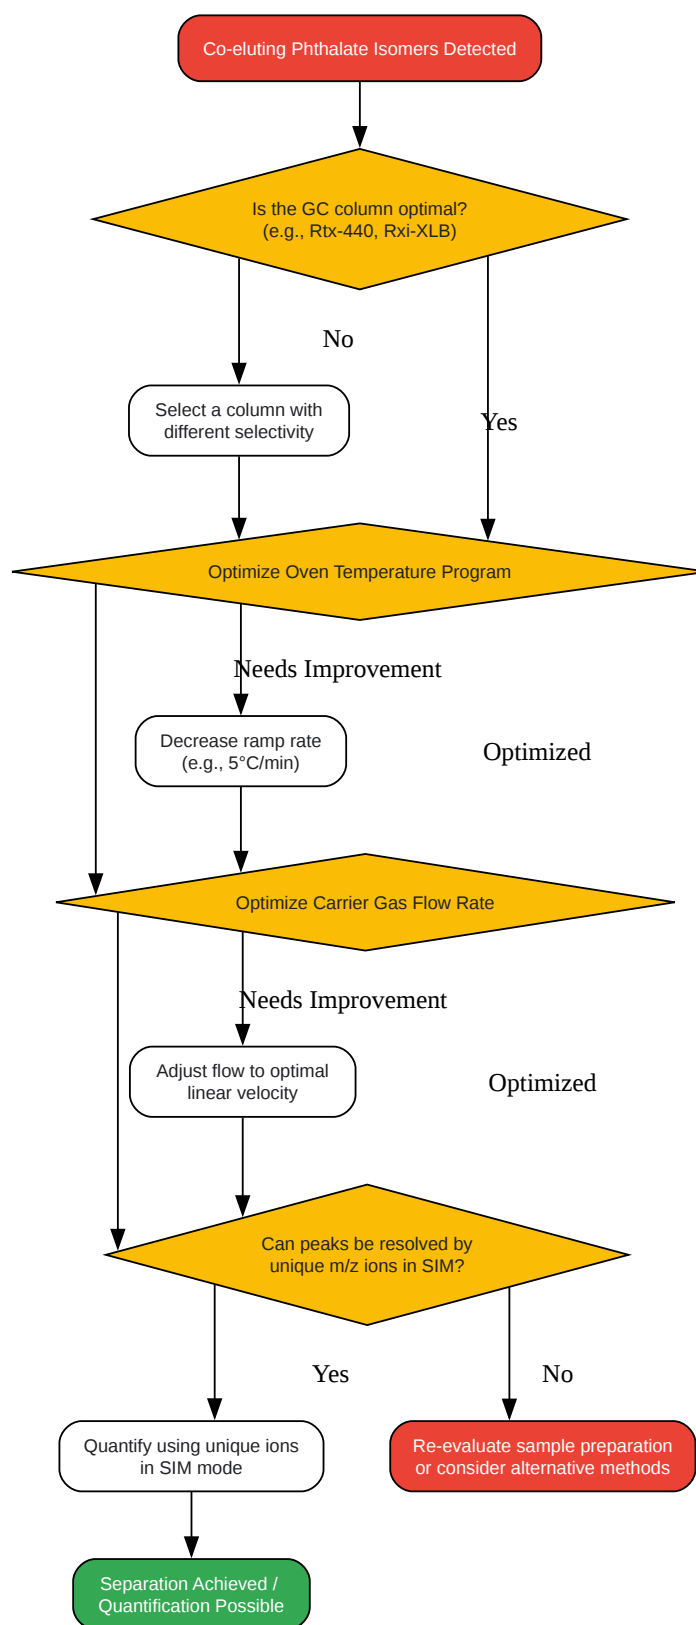 Co-eluting Phthalate Isomers Detected
Is the GC column optimal?
(e.g., Rtx-440, Rxi-XLB)
No
Select a column with
different selectivity
Yes
Optimize Oven Temperature Program
Needs Improvement
Decrease ramp rate
(e.g., 5°C/min)
Optimized
Optimize Carrier Gas Flow Rate
Needs Improvement
Adjust flow to optimal
linear velocity
Optimized
Can peaks be resolved by
unique m/z ions in SIM?
Yes
No
Quantify using unique ions
in SIM mode
Re-evaluate sample preparation
or consider alternative methods
Separation Achieved /
Quantification Possible